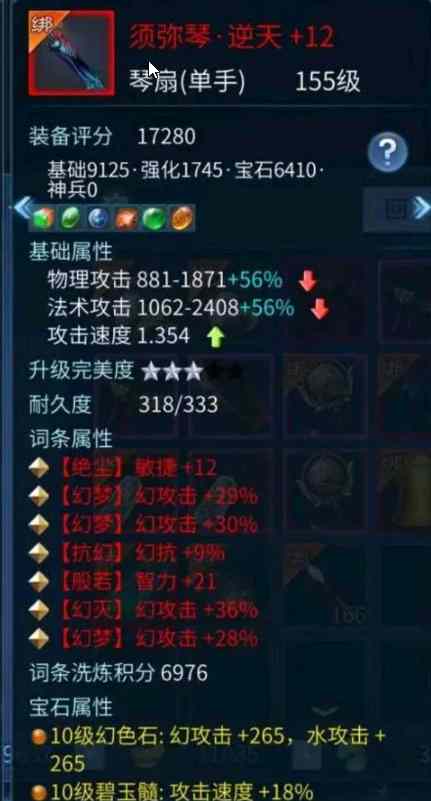 绑
须弥琴·逆天 +12
琴扇(单手) 155级
装备评分 17280
基础9125·强化1745·宝石6410·
神兵0
?
基础属性
物理攻击 881-1871+56%
法术攻击 1062-2408+56%
攻击速度 1.354
升级完美度
耐久度 318/333
词条属性
【绝尘】敏捷 +12
【幻梦】幻攻击 +29%
【幻梦】幻攻击 +30%
【抗幻】幻抗 +9%
【般若】智力 +21
【幻灭】幻攻击 +36%
【幻梦】幻攻击 +28%
166
词条洗炼积分 6976
宝石属性
10级幻色石: 幻攻击 +265，水攻击 +
265
10级碧玉髓: 攻击速度 +18%